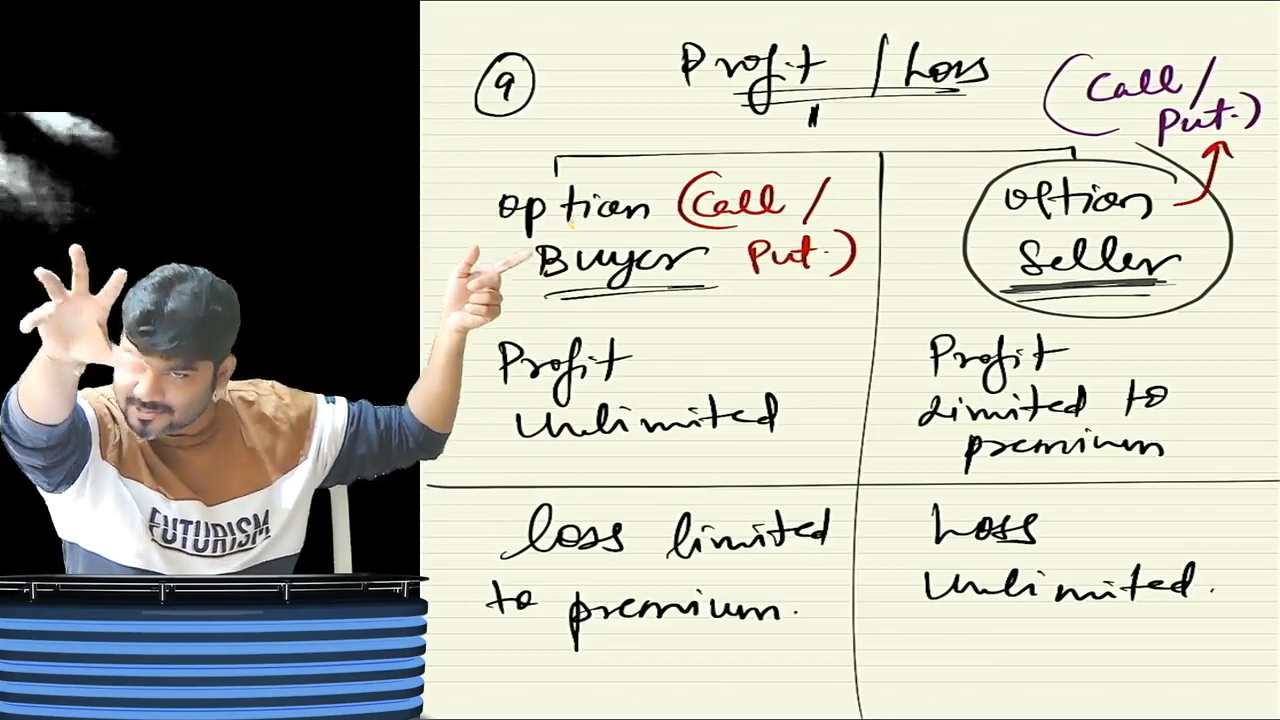 9
Profit / Loss
(Call /
Put.)
Option (Call /
Buyer Put.)
Option
Seller
Profit
Unlimited
Profit
Limited to
premium
Loss limited
to premium.
Loss
Unlimited.
FUTURISM